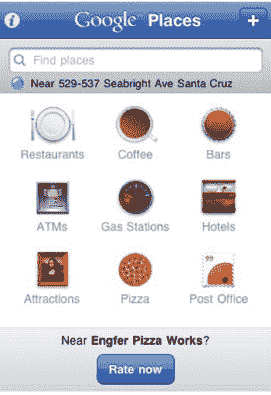 Google Places
Find places
Near 529-537 Seabright Ave Santa Cruz
Restaurants Coffee Bars
ATMs Gas Stations Hotels
99
Attractions Pizza Post Office
Near Engfer Pizza Works?
Rate now